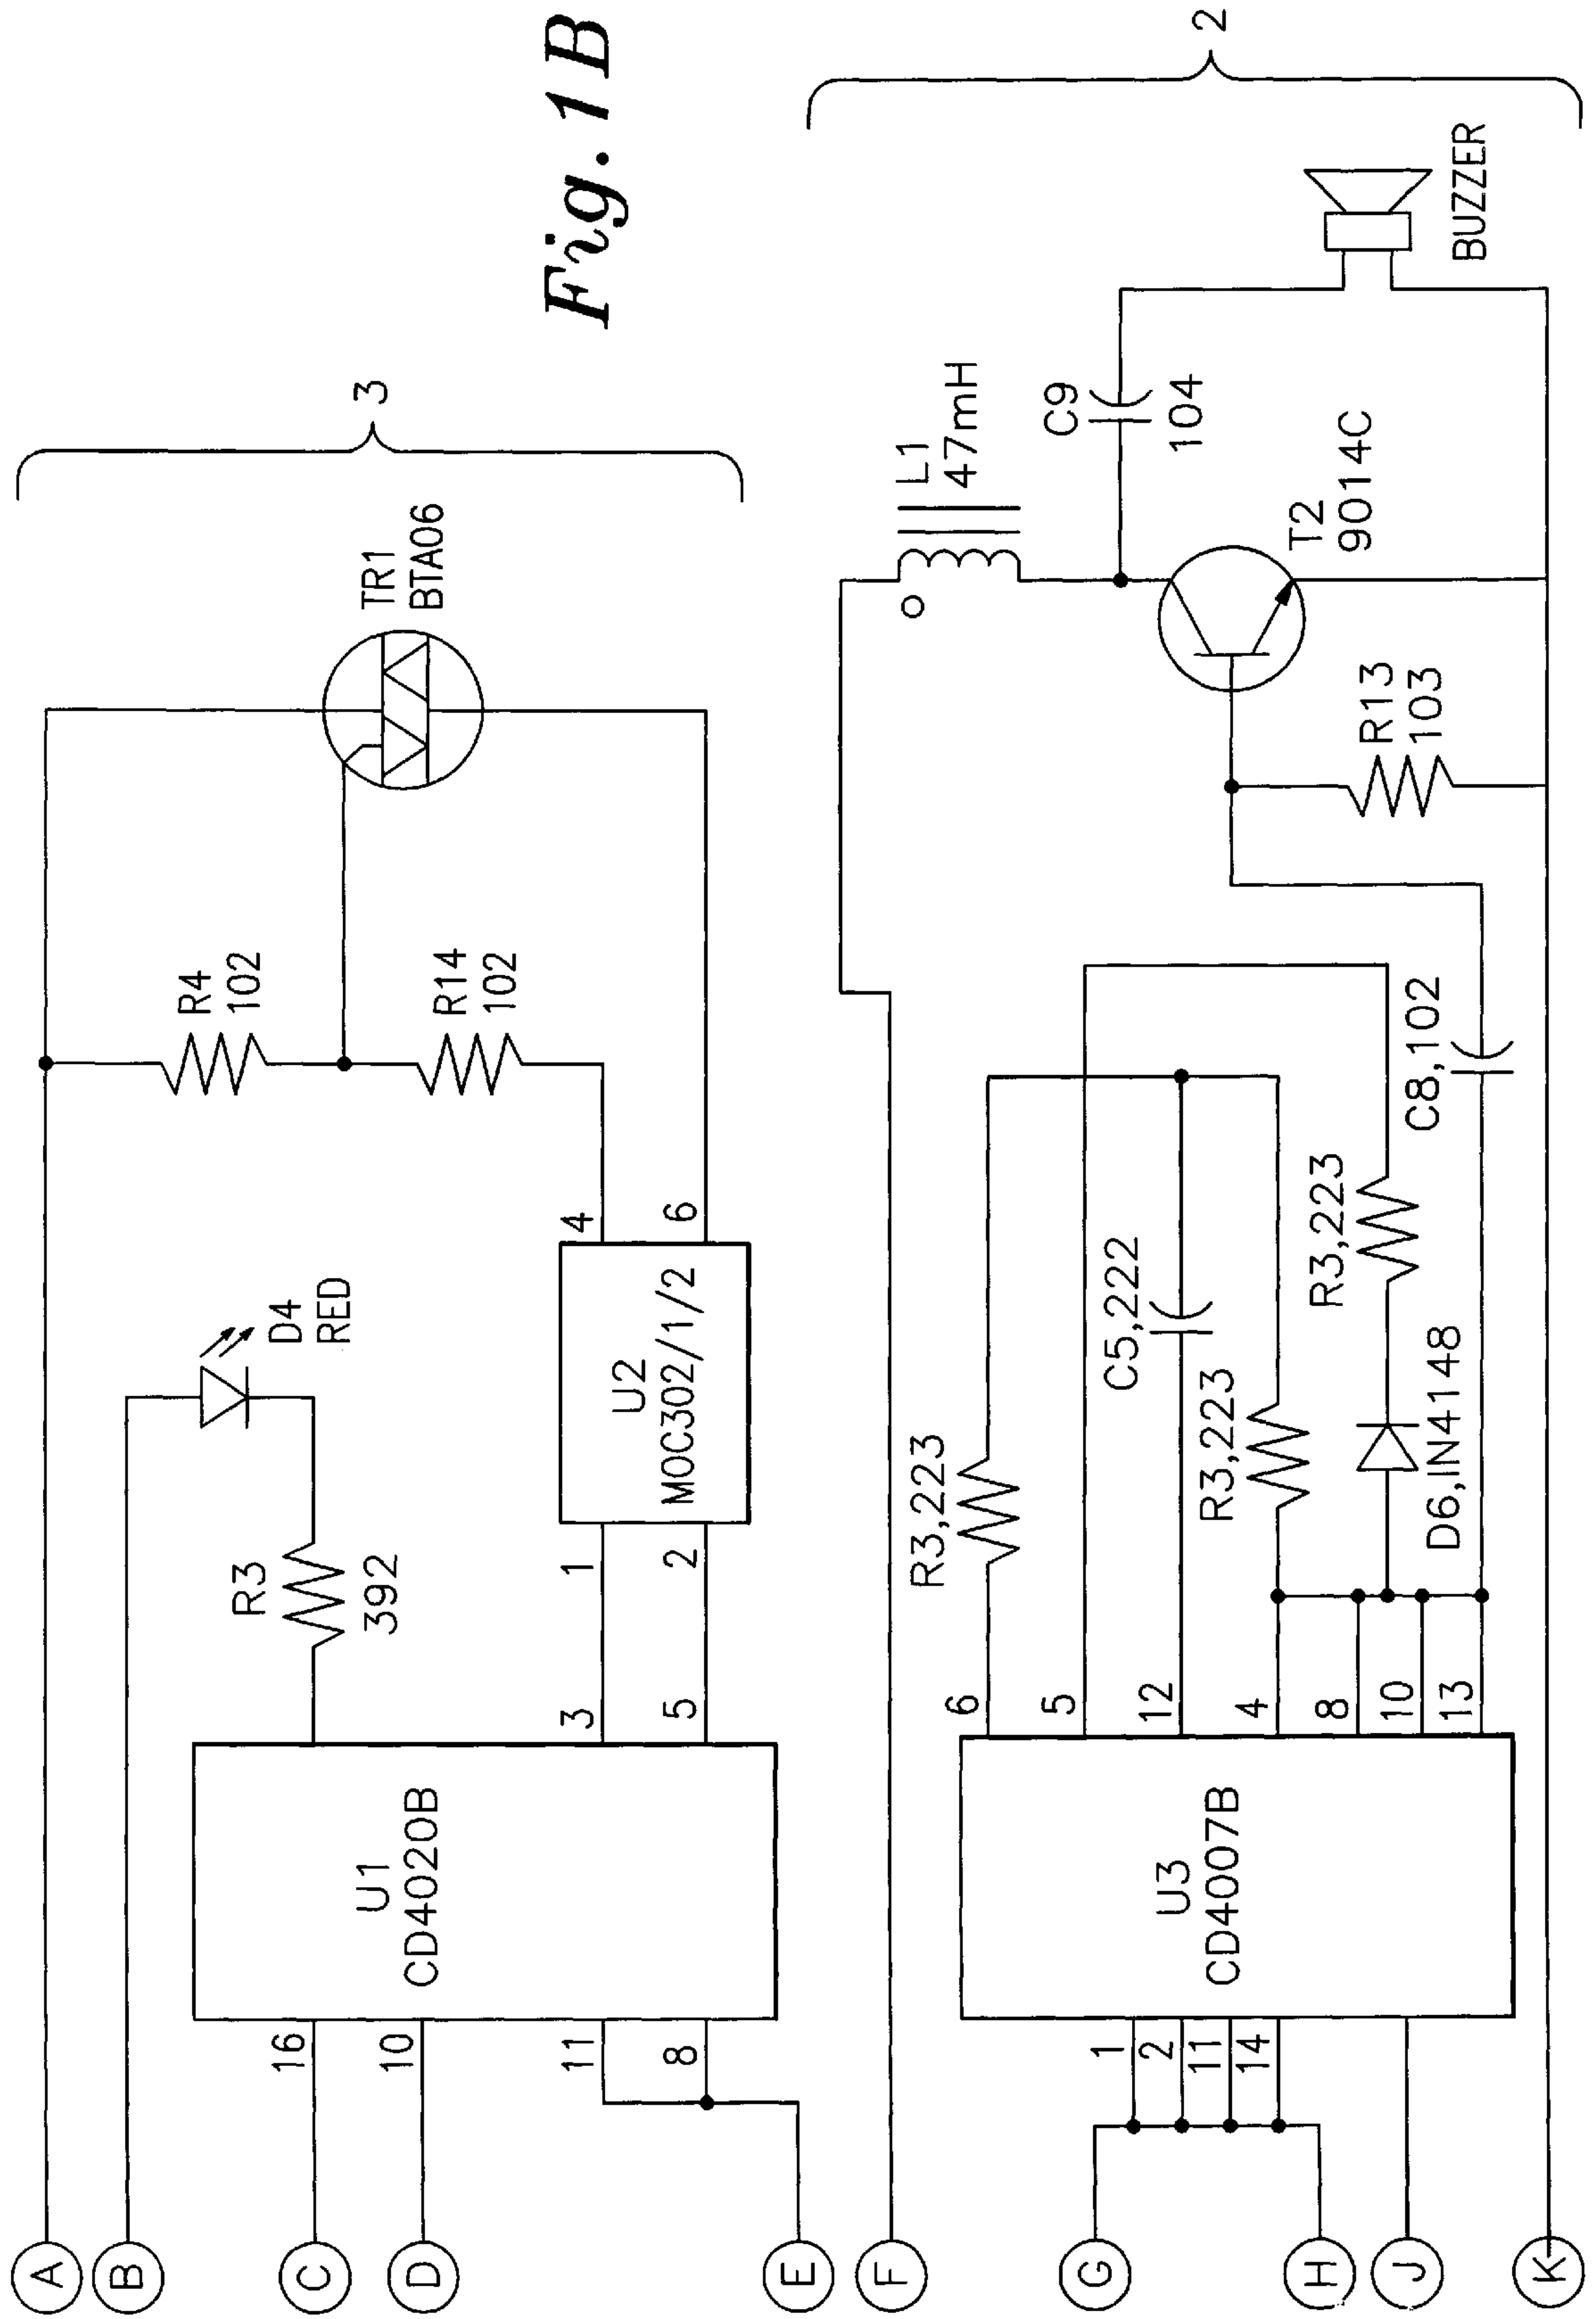 A
B
C
D
E
16
10
11
8
U1
CD4020B
3
5
R3
392
D4
RED
1
2
U2
MOC302/1/2
4
6
R4
102
R14
102
TR1
BTA06
3
Fig. 1B
F
G
H
J
K
1
2
11
14
U3
CD4007B
6
5
12
4
8
10
13
R3,223
C5,222
R3,223
R3,223
D6,IN4148
C8,102
R13
103
T2
9014C
L1
47mH
C9
104
BUZZER
2